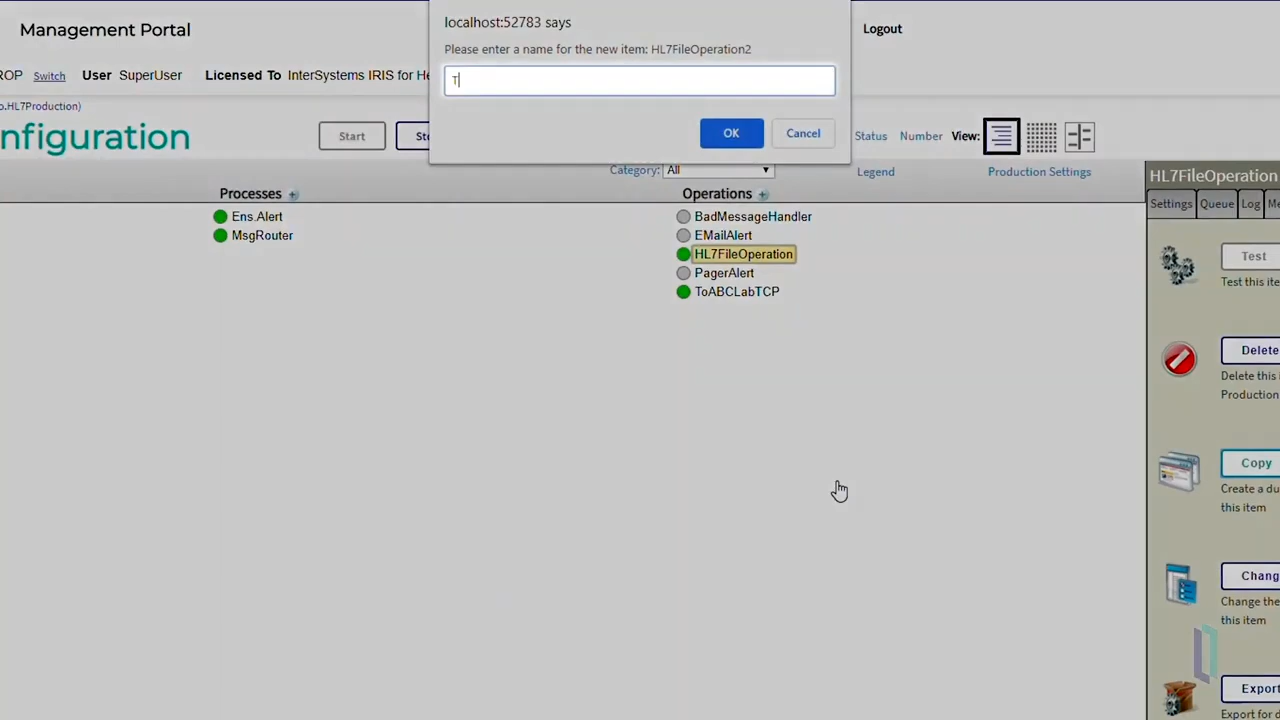 localhost:52783 says
Management Portal
Logout
Please enter a name for the new item: HL7FileOperation2
T
ROP Switch User SuperUser Licensed To InterSystems IRIS for He
o.HL7Production)
nfiguration
Start
Sto
OK
Cancel
Status
Number
View:
Category: All
Legend
Production Settings
HL7FileOperation
Processes
Operations
Settings
Queue
Log
Me
Ens.Alert
MsgRouter
BadMessageHandler
EMailAlert
HL7FileOperation
PagerAlert
ToABCLabTCP
Test
Test this ite
Delete
Delete this i
Production
Copy
Create a du
this item
Chang
Change the
this item
Export
Export for d